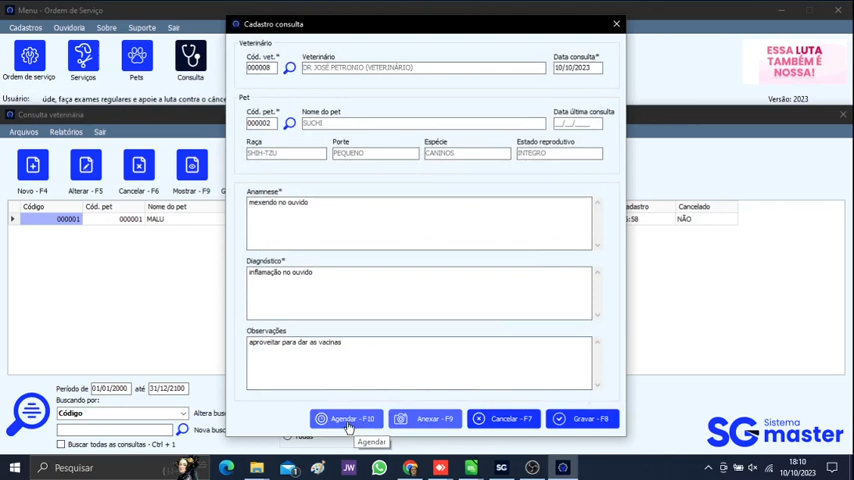 Menu - Ordem de Serviço
Cadastros Ouvidoria Sobre Suporte Sair
Ordem de serviço Serviços Pets Consulta
ESSA LUTA
TAMBÉM É
NOSSA!
Usuário: úde, faça exames regulares e apoie a luta contra o cânce
Versão: 2023
Consulta veterinária
Arquivos Relatórios Sair
Novo - F4 Alterar - F5 Cancelar - F6 Mostrar - F9
Código Cód. pet Nome do pet adastro Cancelado
000001 000001 MALU 5:58 NÃO
Cadastro consulta
Veterinário
Cód. vet.* Veterinário Data consulta*
000008 DR JOSÉ PETRONIO (VETERINÁRIO) 10/10/2023
Pet
Cód. pet.* Nome do pet Data última consulta
000002 SUCHI __/__/____
Raça Porte Espécie Estado reprodutivo
SHIH-TZU PEQUENO CANINOS INTEGRO
Anamnese*
mexendo no ouvido
Diagnóstico*
inflamação no ouvido
Observações
aproveitar para dar as vacinas
Agendar - F10 Anexar - F9 Cancelar - F7 Gravar - F8
Agendar
Período de 01/01/2000 até 31/12/2100
Buscando por:
Código Altera bus
Nova bus
Buscar todas as consultas - Ctrl + 1
Todas
SG Sistema
master
Pesquisar
JW
SG
18:10
10/10/2023